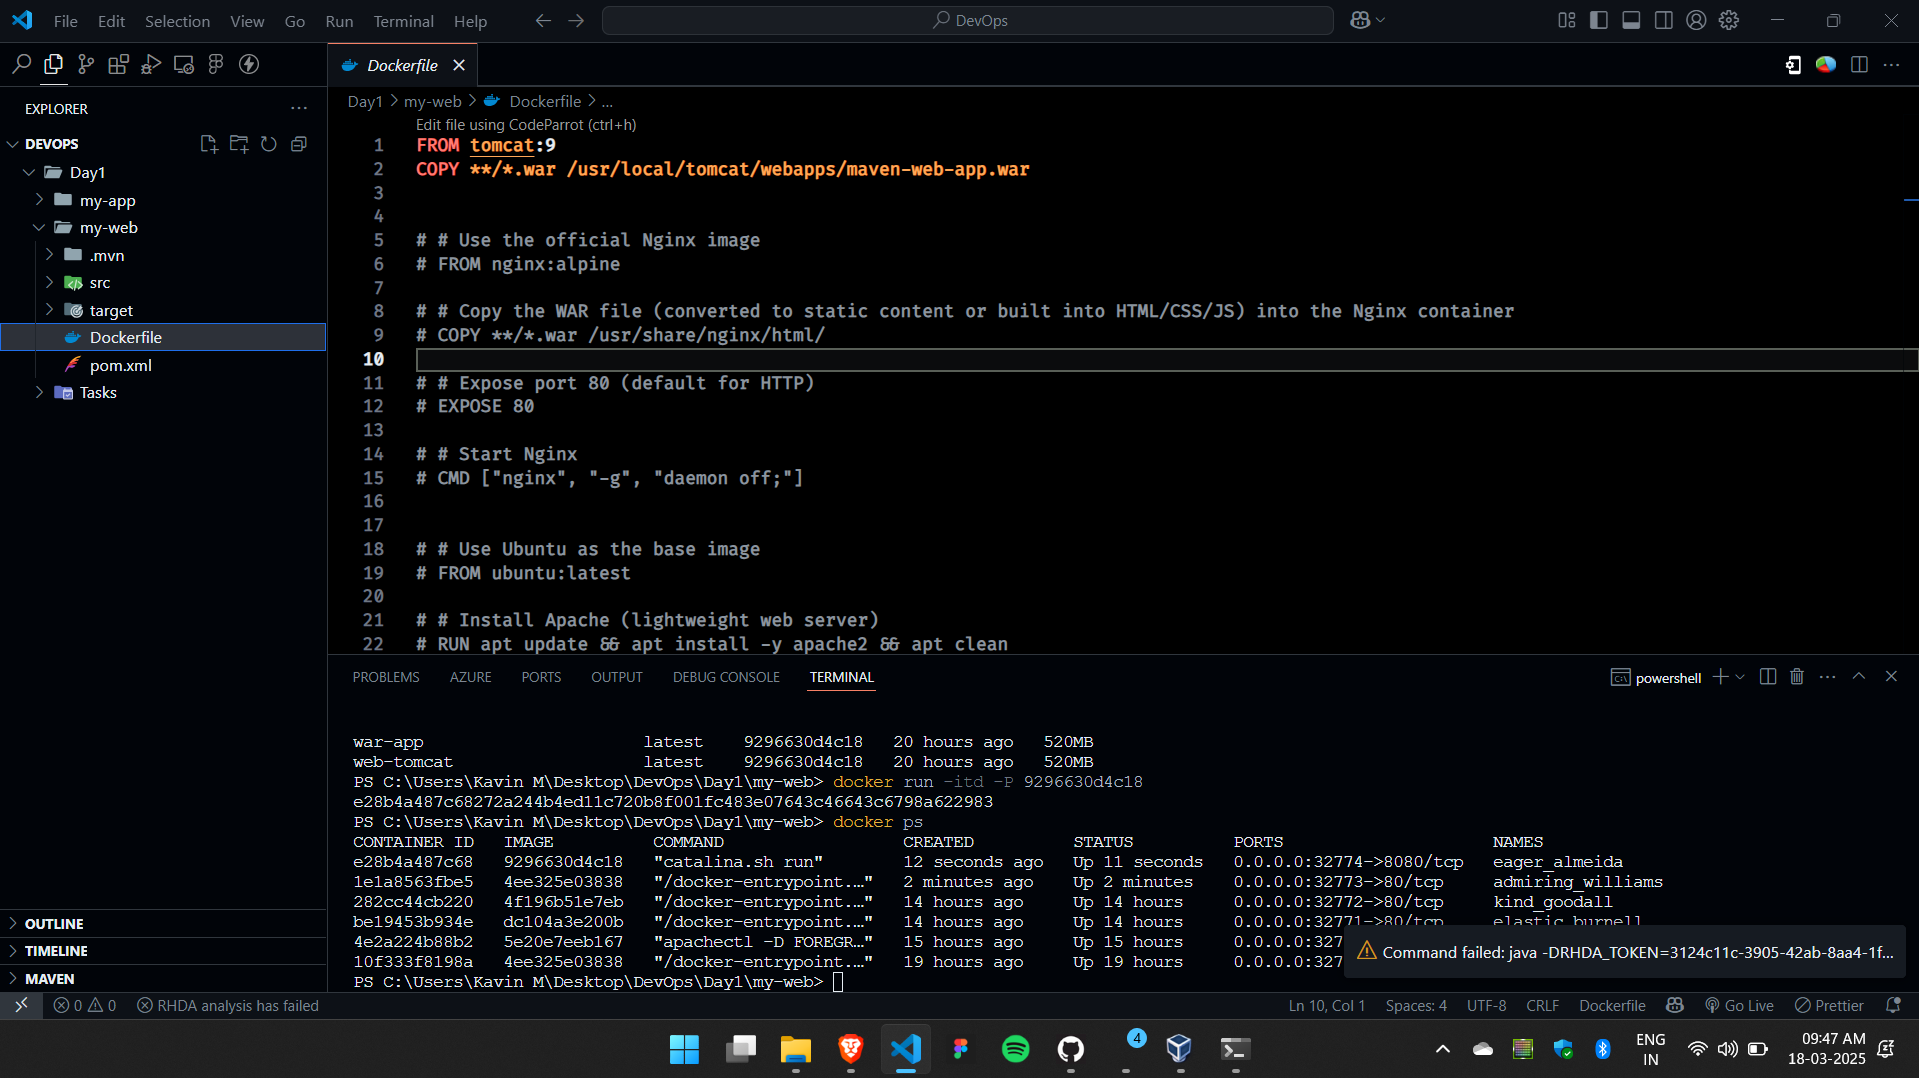 File Edit Selection View Go Run Terminal Help
DevOps
EXPLORER
DEVOPS
Day1
my-app
my-web
.mvn
src
target
Dockerfile
pom.xml
Tasks
OUTLINE
TIMELINE
MAVEN
Dockerfile
Day1 > my-web > Dockerfile > ...
Edit file using CodeParrot (ctrl+h)
1 FROM tomcat:9
2 COPY **/*.war /usr/local/tomcat/webapps/maven-web-app.war
3
4
5 # # Use the official Nginx image
6 # FROM nginx:alpine
7
8 # # Copy the WAR file (converted to static content or built into HTML/CSS/JS) into the Nginx container
9 # COPY **/*.war /usr/share/nginx/html/
10
11 # # Expose port 80 (default for HTTP)
12 # EXPOSE 80
13
14 # # Start Nginx
15 # CMD ["nginx", "-g", "daemon off;"]
16
17
18 # # Use Ubuntu as the base image
19 # FROM ubuntu:latest
20
21 # # Install Apache (lightweight web server)
22 # RUN apt update && apt install -y apache2 && apt clean
PROBLEMS AZURE PORTS OUTPUT DEBUG CONSOLE TERMINAL
powershell
war-app latest 9296630d4c18 20 hours ago 520MB
web-tomcat latest 9296630d4c18 20 hours ago 520MB
PS C:\Users\Kavin M\Desktop\DevOps\Day1\my-web> docker run -itd -P 9296630d4c18
e28b4a487c68272a244b4ed11c720b8f001fc483e07643c46643c6798a622983
PS C:\Users\Kavin M\Desktop\DevOps\Day1\my-web> docker ps
CONTAINER ID IMAGE COMMAND CREATED STATUS PORTS NAMES
e28b4a487c68 9296630d4c18 "catalina.sh run" 12 seconds ago Up 11 seconds 0.0.0.0:32774->8080/tcp eager_almeida
1e1a8563fbe5 4ee325e03838 "/docker-entrypoint.…" 2 minutes ago Up 2 minutes 0.0.0.0:32773->80/tcp admiring_williams
282cc44cb220 4f196b51e7eb "/docker-entrypoint.…" 14 hours ago Up 14 hours 0.0.0.0:32772->80/tcp kind_goodall
be19453b934e dc104a3e200b "/docker-entrypoint.…" 14 hours ago Up 14 hours 0.0.0.0:32771->80/tcp elastic_burnell
4e2a224b88b2 5e20e7eeb167 "apachectl -D FOREGR…" 15 hours ago Up 15 hours 0.0.0.0:327
10f333f8198a 4ee325e03838 "/docker-entrypoint.…" 19 hours ago Up 19 hours 0.0.0.0:327
PS C:\Users\Kavin M\Desktop\DevOps\Day1\my-web>
Command failed: java -DRHDA_TOKEN=3124c11c-3905-42ab-8aa4-1f...
0 0 RHDA analysis has failed
Ln 10, Col 1 Spaces: 4 UTF-8 CRLF Dockerfile Go Live Prettier
4
ENG
IN
09:47 AM
18-03-2025